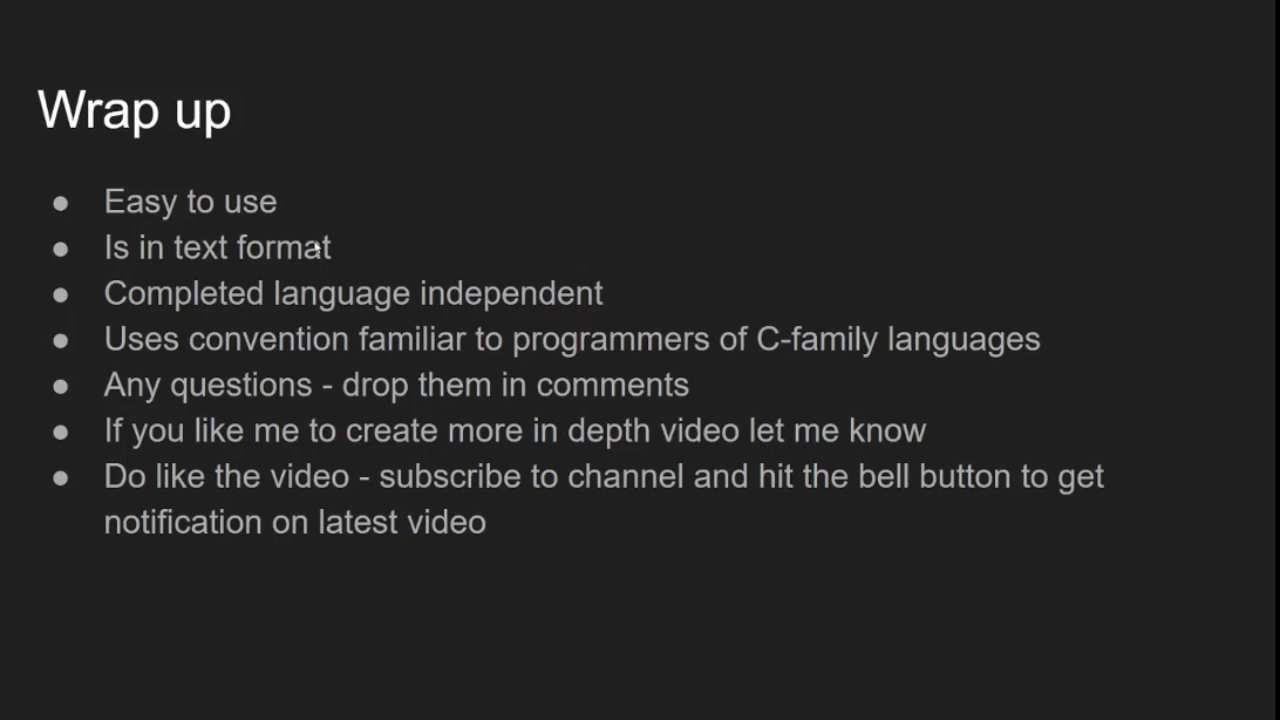 Wrap up
● Easy to use
● Is in text format
● Completed language independent
● Uses convention familiar to programmers of C-family languages
● Any questions - drop them in comments
● If you like me to create more in depth video let me know
● Do like the video - subscribe to channel and hit the bell button to get
notification on latest video